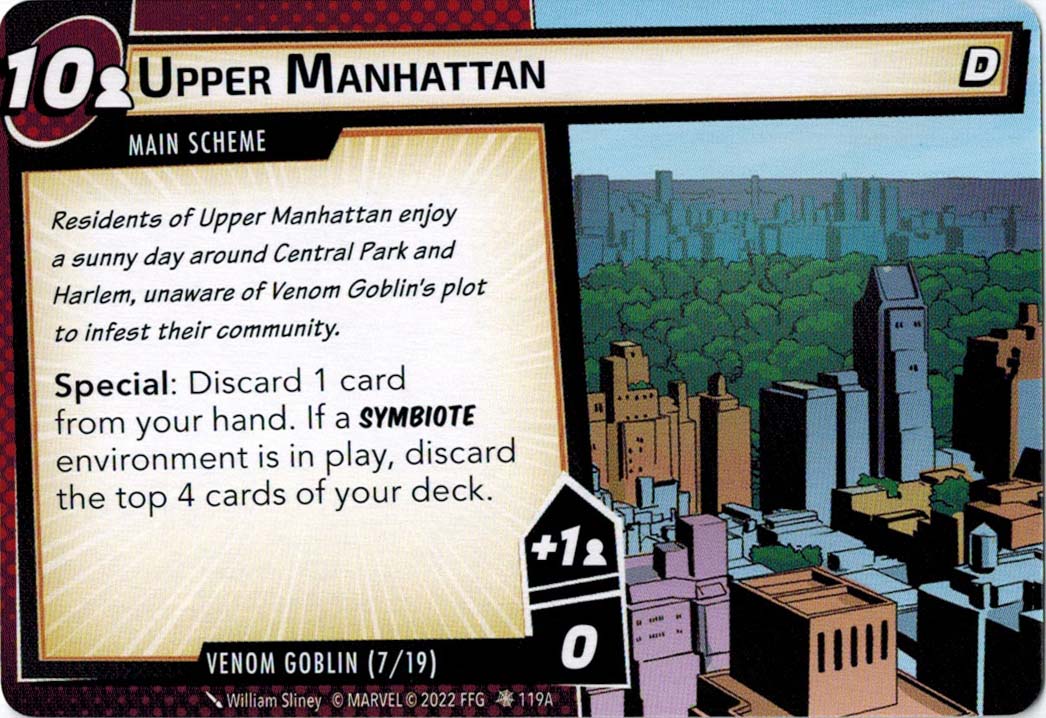 10
UPPER MANHATTAN
D
MAIN SCHEME
Residents of Upper Manhattan enjoy
a sunny day around Central Park and
Harlem, unaware of Venom Goblin's plot
to infest their community.
Special: Discard 1 card
from your hand. If a SYMBIOTE
environment is in play, discard
the top 4 cards of your deck.
+1
0
VENOM GOBLIN (7/19)
William Sliney © MARVEL © 2022 FFG 119A